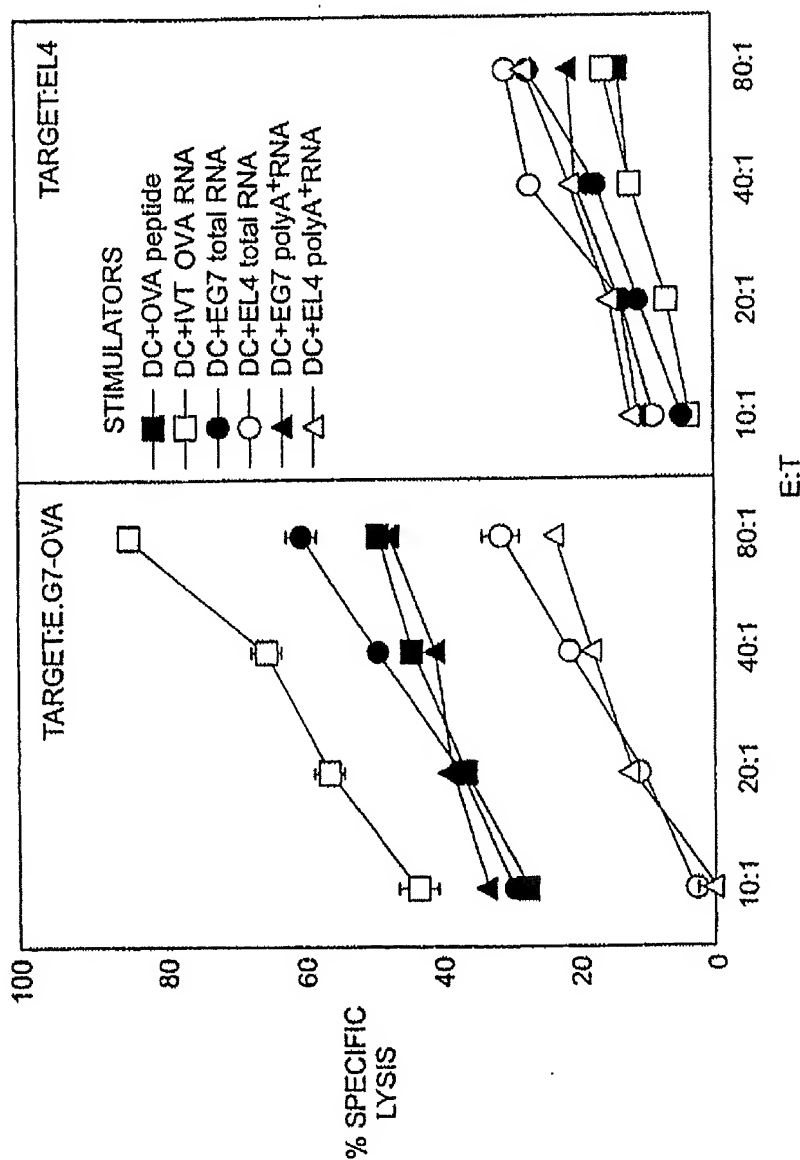 TARGET:E.G7-OVA
TARGET:EL4
STIMULATORS
DC+OVA peptide
DC+IVT OVA RNA
DC+EG7 total RNA
DC+EL4 total RNA
DC+EG7 polyA+RNA
DC+EL4 polyA+RNA
% SPECIFIC
LYSIS
100
80
60
40
20
0
10:1
20:1
40:1
80:1
10:1
20:1
40:1
80:1
E:T